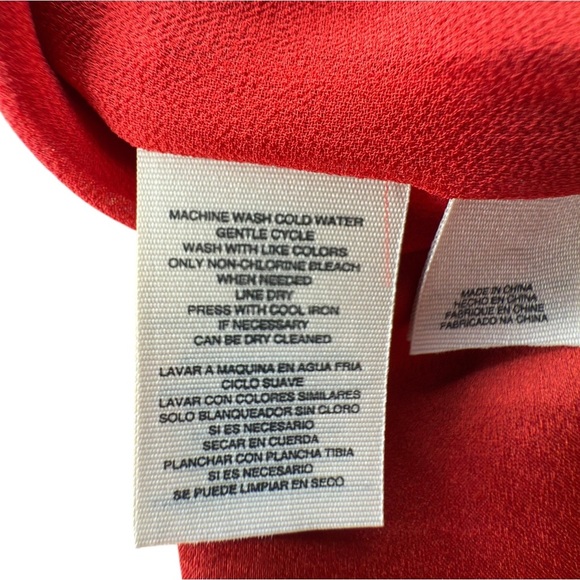 MACHINE WASH COLD WATER
GENTLE CYCLE
WASH WITH LIKE COLORS
ONLY NON-CHLORINE BLEACH
WHEN NEEDED
LINE DRY
PRESS WITH COOL IRON
IF NECESSARY
CAN BE DRY CLEANED
LAVAR A MAQUINA EN AGUA FRIA
CICLO SUAVE
LAVAR CON COLORES SIMILARES
SOLO BLANQUEADOR SIN CLORO
SI ES NECESARIO
SECAR EN CUERDA
PLANCHAR CON PLANCHA TIBIA
SI ES NECESSARIO
SE PUEDE LIMPIAR EN SECO
MADE IN CHINA
HECHO EN CHINA
FABRIQUE EN CHINE
FABRICADO NA CHINA